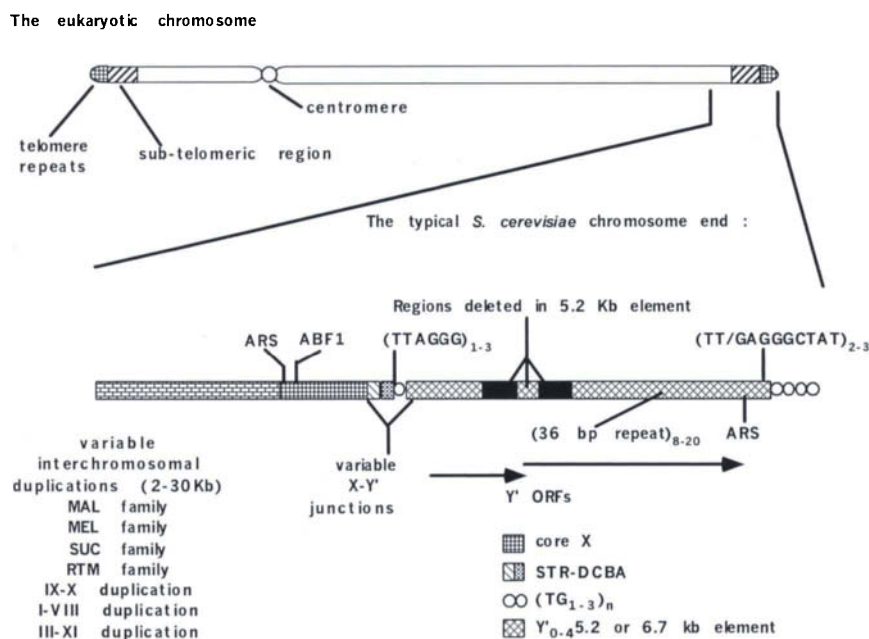 The eukaryotic chromosome
centromere
telomere
repeats
sub-telomeric region
The typical S. cerevisiae chromosome end :
Regions deleted in 5.2 Kb element
ARS ABF1 (TTAGGG)1-3 (TT/GAGGGCTAT)2-3
(36 bp repeat)8-20 ARS
variable
interchromosomal
duplications (2-30Kb)
MAL family
MEL family
SUC family
RTM family
IX-X duplication
I-VIII duplication
III-XI duplication
variable
X-Y'
junctions
Y' ORFs
core X
STR-DCBA
(TG1-3)n
Y'0-4 5.2 or 6.7 kb element